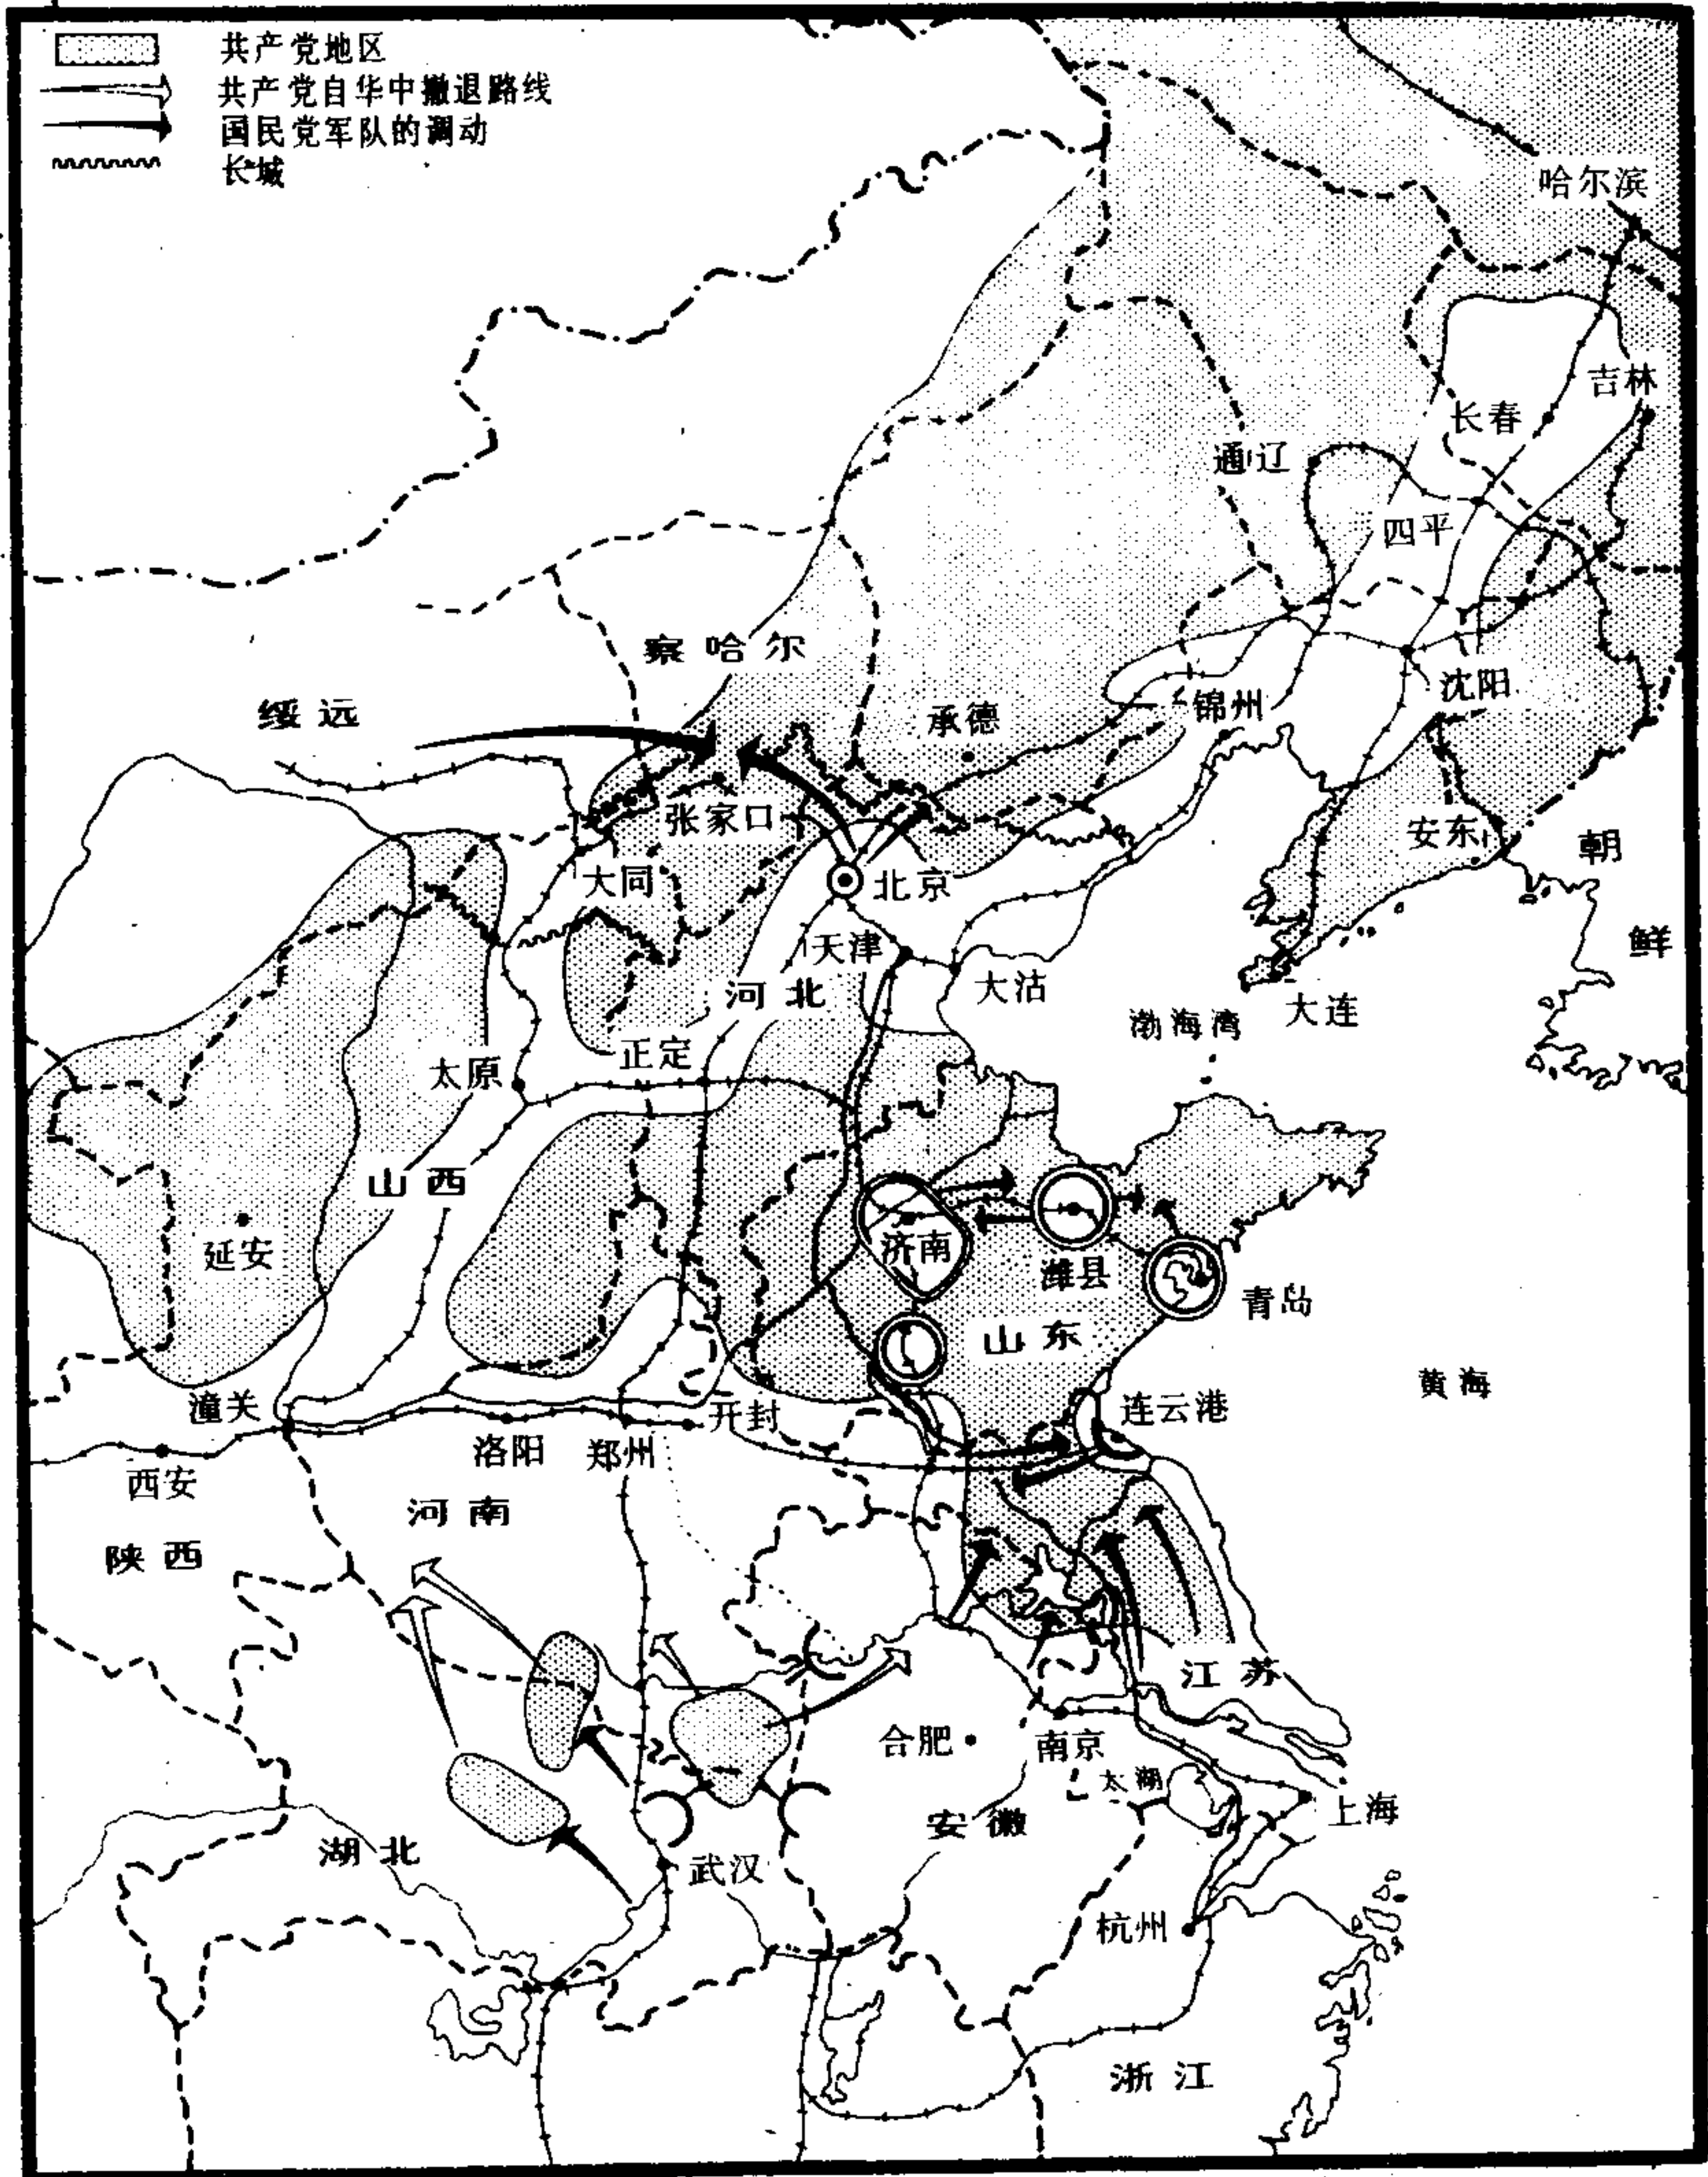 共产党地区
共产党自华中撤退路线
国民党军队的调动
长城
哈尔滨
吉林
长春
通辽
四平
察哈尔
绥远
承德
锦州
沈阳
张家口
安东
朝
大同
北京
鲜
天津
河北
大沽
大连
渤海湾
太原
正定
山西
延安
济南
潍县
青岛
山东
黄海
潼关
开封
连云港
洛阳
郑州
西安
河南
陕西
江苏
合肥
南京
太湖
上海
安徽
湖北
武汉
杭州
浙江